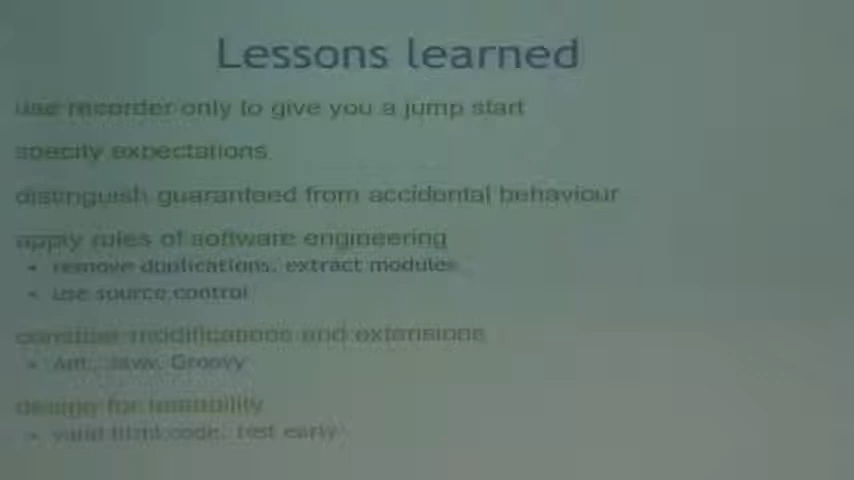 Lessons learned
use recorder only to give you a jump start
specify expectations
distinguish guaranteed from accidental behaviour
apply rules of software engineering
- remove duplications, extract modules
- use source control
consider modifications and extensions
- Ant, Java, Groovy
design for testability
- valid html code, test early